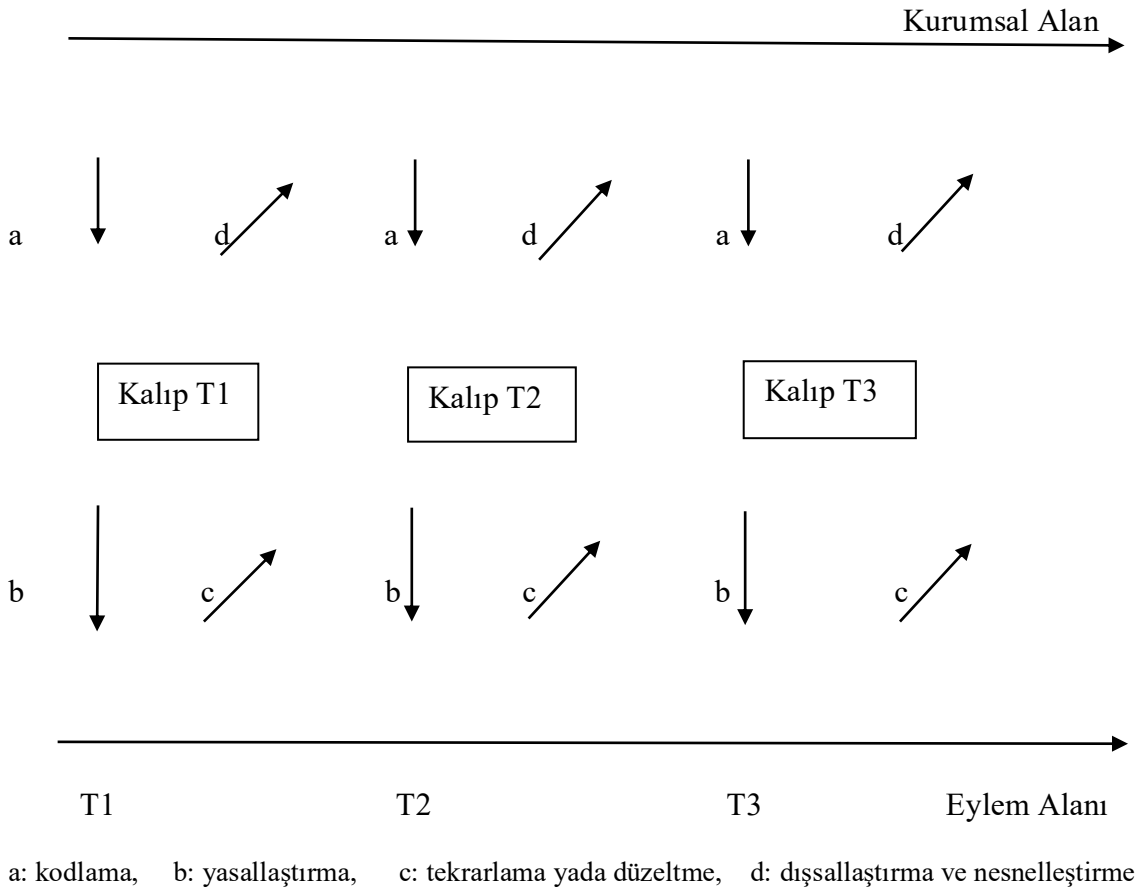 Kurumsal Alan
a d a d a d
Kalıp T1 Kalıp T2 Kalıp T3
b c b c b c
T1 T2 T3 Eylem Alanı
a: kodlama, b: yasallaştırma, c: tekrarlama yada düzeltme, d: dışsallaştırma ve nesnelleştirme